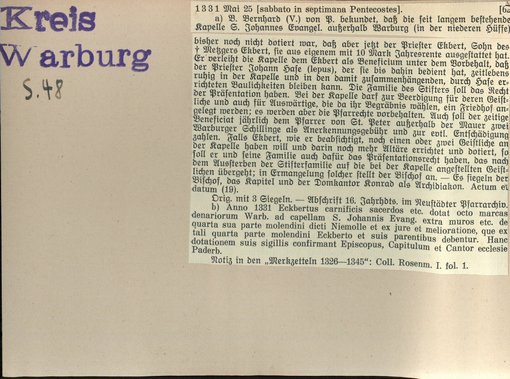 Kreis
Warburg
S. 48
1331 Mai 25 [sabbato in septimana Pentecostes].
a) B. Bernhard (V.) von P. bekundet, daß die seit langem bestehende
Kapelle S. Johannes Evangel. außerhalb Warburg (in der niederen Hüffe)
bisher noch nicht dotiert war, daß aber jetzt der Priester Ekbert, Sohn des
† Metzgers Ekbert, sie aus eigenem mit 10 Mark Jahresrente ausgestattet hat.
Er verleiht die Kapelle dem Ekbert als Beneficium unter dem Vorbehalt, daß
der Priester Johann Hase (lepus), der sie bis dahin bedient hat, zeitlebens
ruhig in der Kapelle und in den damit zusammenhängenden, durch Hase er-
richteten Baulichkeiten bleiben kann. Die Familie des Stifters soll das Recht
der Präsentation haben. Bei der Kapelle darf zur Beerdigung für deren Geist-
liche und auch für Auswärtige, die da ihr Begräbnis wählen, ein Friedhof an-
gelegt werden; es werden aber die Pfarrechte vorbehalten. Auch soll der zeitige
Beneficiat jährlich dem Pfarrer von St. Peter außerhalb der Mauer zwei
Warburger Schillinge als Anerkennungsgebühr und zur evtl. Entschädigung
zahlen. Falls Ekbert, wie er beabsichtigt, noch einen oder zwei Geistliche an
der Kapelle haben will und darin noch mehr Altäre errichtet und dotiert, so
soll er und seine Familie auch dafür das Präsentationsrecht haben, das nach
dem Aussterben der Stifterfamilie auf die bei der Kapelle angestellten Geist-
lichen übergeht; in Ermangelung solcher stellt der Bischof an. — Es siegeln der
Bischof, das Kapitel und der Domkantor Konrad als Archidiakon. Actum et
datum (19).
Orig. mit 3 Siegeln. — Abschrift 16. Jahrhdts. im Neustädter Pfarrarchiv.
b) Anno 1331 Eckbertus carnificis sacerdos etc. dotat octo marcas
denariorum Warb. ad capellam S. Johannis Evang. extra muros etc. de
quarta sua parte molendini dicti Niemolle et ex jure et melioratione, que ex
tali quarta parte molendini Eckberto et suis parentibus debentur. Hanc
dotationem suis sigillis confirmant Episcopus, Capitulum et Cantor ecclesie
Paderb.
Notiz in den „Merkzetteln 1326—1345“: Coll. Rosenm. I. fol. 1.